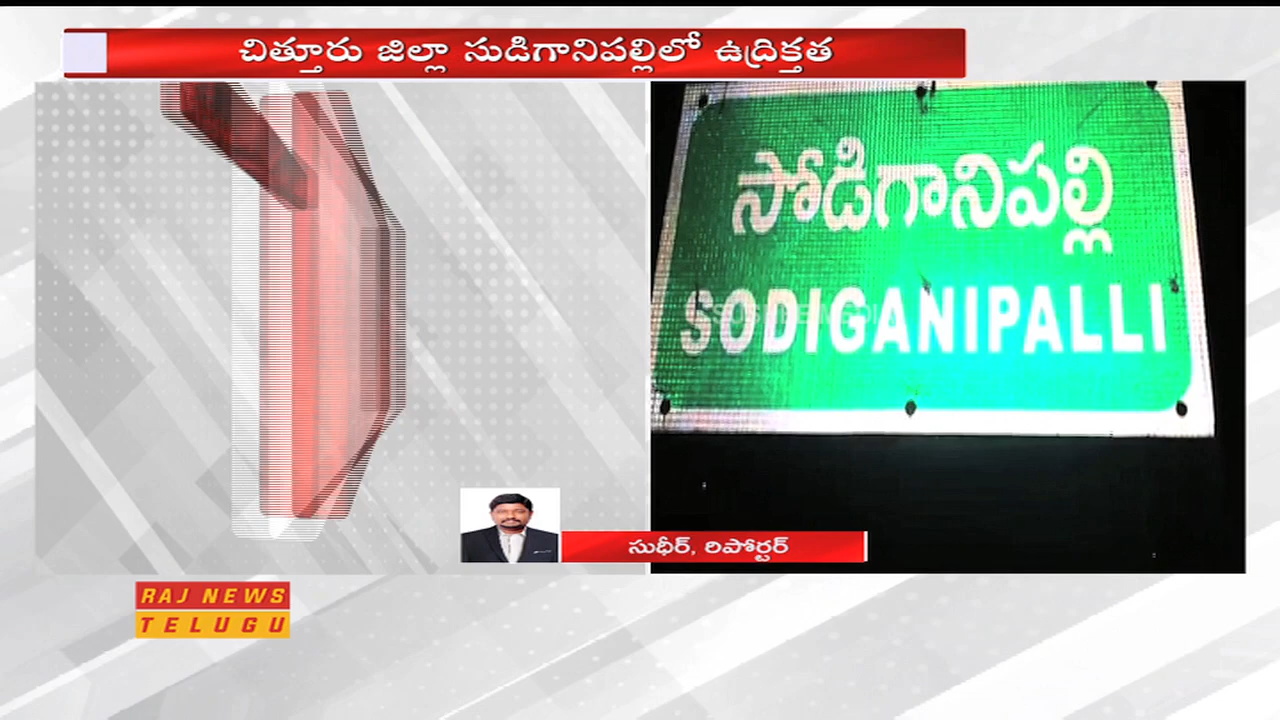 చిత్తూరు జిల్లా సుడిగానిపల్లిలో ఉద్రిక్తత
సోడిగానిపల్లి
SODIGANIPALLI
సుధీర్, రిపోర్టర్
RAJ NEWS
TELUGU